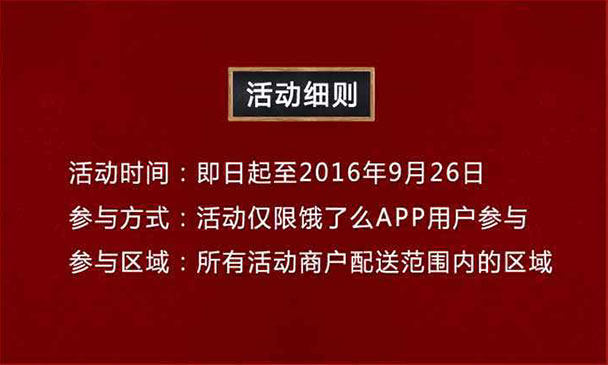 活动细则
活动时间：即日起至2016年9月26日
参与方式：活动仅限饿了么APP用户参与
参与区域：所有活动商户配送范围内的区域